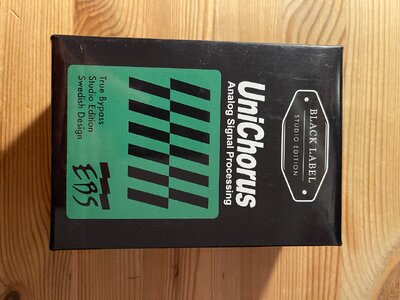 BLACK LABEL
STUDIO EDITION
UniChorus
Analog Signal Processing
True Bypass
Studio Edition
Swedish Design
EBS